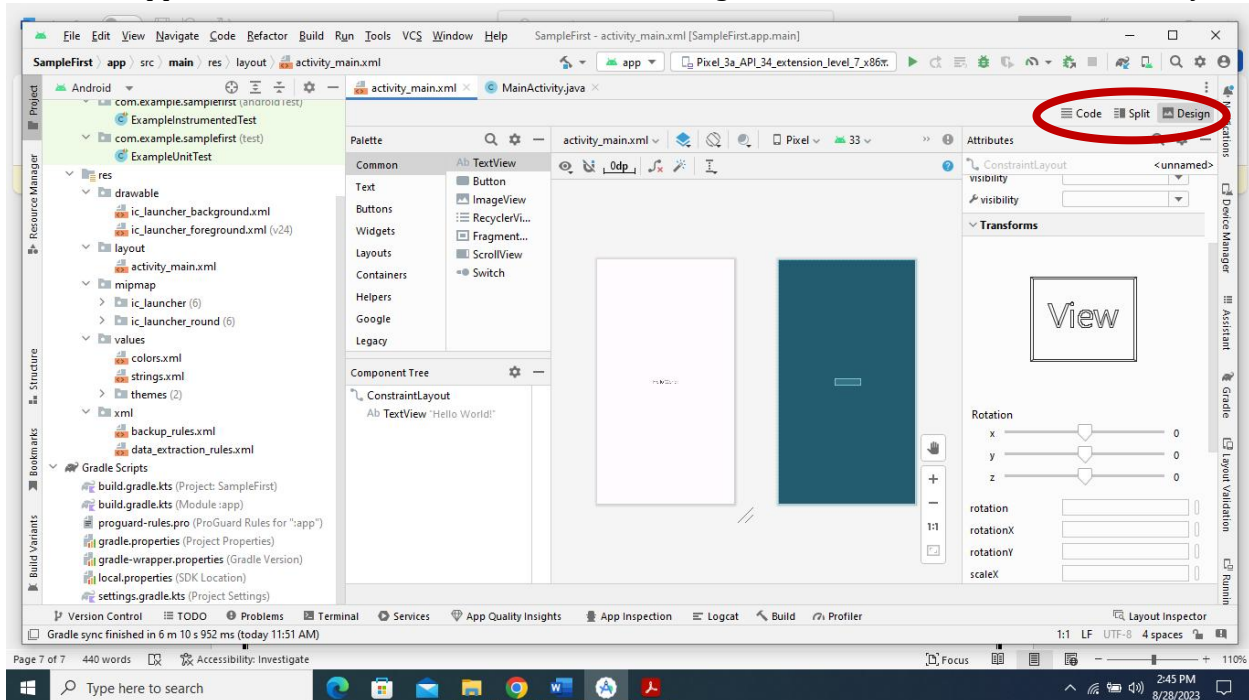 File Edit View Navigate Code Refactor Build Run Tools VCS Window Help SampleFirst - activity_main.xml [SampleFirst.app.main]
SampleFirst app src main res layout activity_main.xml app Pixel_3a_API_34_extension_level_7_x86
Android activity_main.xml MainActivity.java
com.example.samplefirst (androidTest)
ExampleInstrumentedTest
com.example.samplefirst (test)
ExampleUnitTest
res
drawable
ic_launcher_background.xml
ic_launcher_foreground.xml (v24)
layout
activity_main.xml
mipmap
ic_launcher (6)
ic_launcher_round (6)
values
colors.xml
strings.xml
themes (2)
xml
backup_rules.xml
data_extraction_rules.xml
Gradle Scripts
build.gradle.kts (Project: SampleFirst)
build.gradle.kts (Module :app)
proguard-rules.pro (ProGuard Rules for ":app")
gradle.properties (Project Properties)
gradle-wrapper.properties (Gradle Version)
local.properties (SDK Location)
settings.gradle.kts (Project Settings)
Project
Resource Manager
Structure
Bookmarks
Build Variants
Code Split Design
Palette
Common
Text
Buttons
Widgets
Layouts
Containers
Helpers
Google
Legacy
Ab TextView
Button
ImageView
RecyclerVi...
Fragment...
ScrollView
Switch
Component Tree
ConstraintLayout
Ab TextView "Hello World!"
activity_main.xml Pixel 33
0dp
1:1
Attributes
ConstraintLayout <unnamed>
visibility
visibility
Transforms
View
Rotation
x 0
y 0
z 0
rotation
rotationX
rotationY
scaleX
Device Manager
Assistant
Gradle
Layout Validation
Version Control TODO Problems Terminal Services App Quality Insights App Inspection Logcat Build Profiler Layout Inspector
Gradle sync finished in 6 m 10 s 952 ms (today 11:51 AM) 1:1 LF UTF-8 4 spaces
Page 7 of 7 440 words Accessibility: Investigate Focus 110%
Type here to search 2:45 PM
8/28/2023